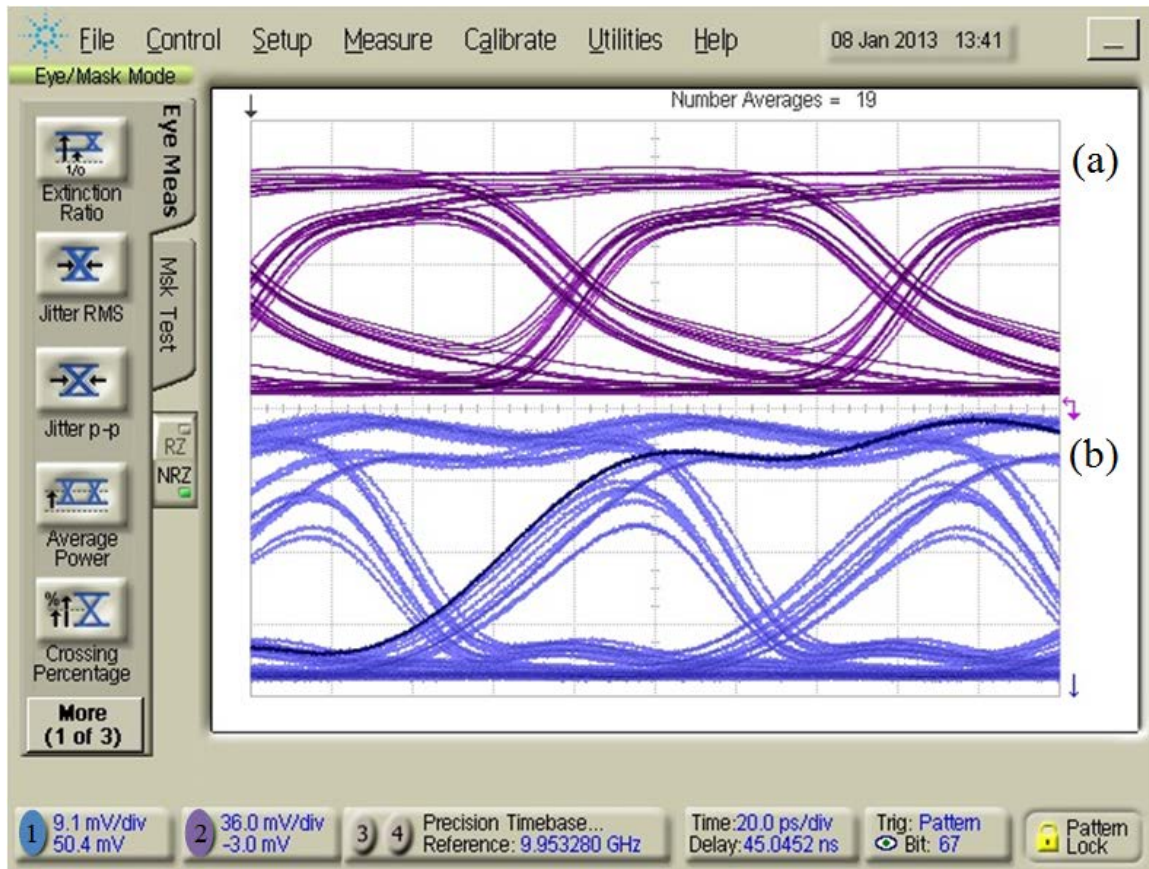 File Control Setup Measure Calibrate Utilities Help 08 Jan 2013 13:41
Eye/Mask Mode
Number Averages = 19
Eye Meas
Msk Test
1/0
Extinction
Ratio
Jitter RMS
Jitter p-p
RZ
NRZ
Average
Power
%
Crossing
Percentage
More
(1 of 3)
(a)
(b)
1 9.1 mV/div
50.4 mV
2 36.0 mV/div
-3.0 mV
3 4 Precision Timebase...
Reference: 9.953280 GHz
Time:20.0 ps/div
Delay:45.0452 ns
Trig: Pattern
Bit: 67
Pattern
Lock